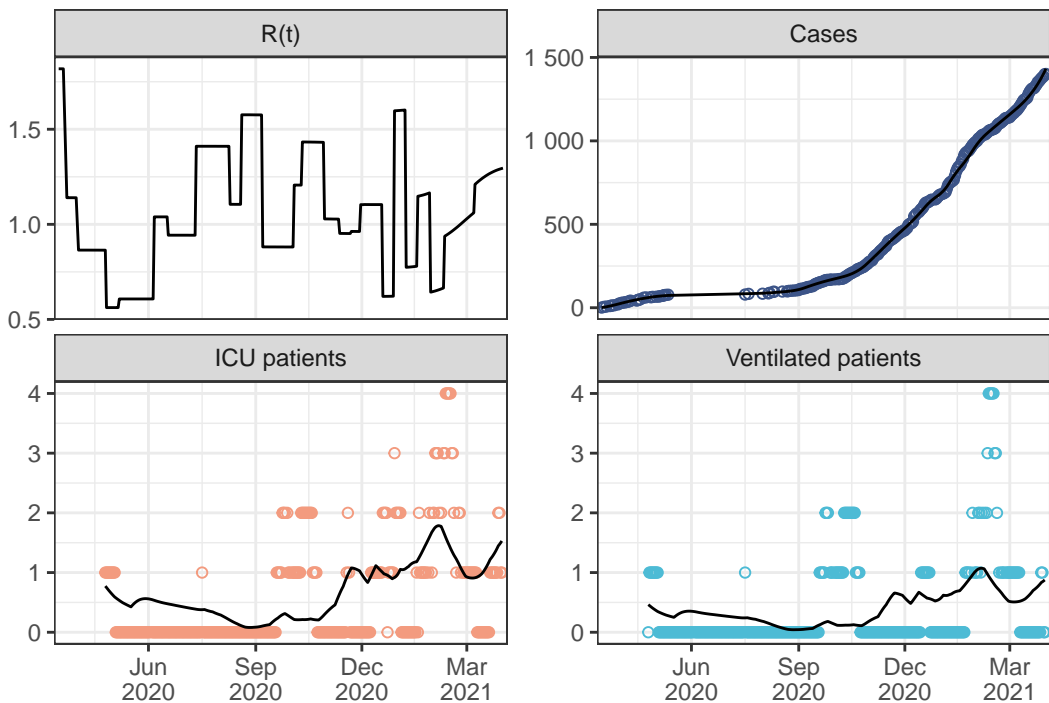 R(t)
Cases
1.5
1.0
0.5
1 500
1 000
500
0
ICU patients
Ventilated patients
4
3
2
1
0
4
3
2
1
0
Jun
2020
Sep
2020
Dec
2020
Mar
2021
Jun
2020
Sep
2020
Dec
2020
Mar
2021